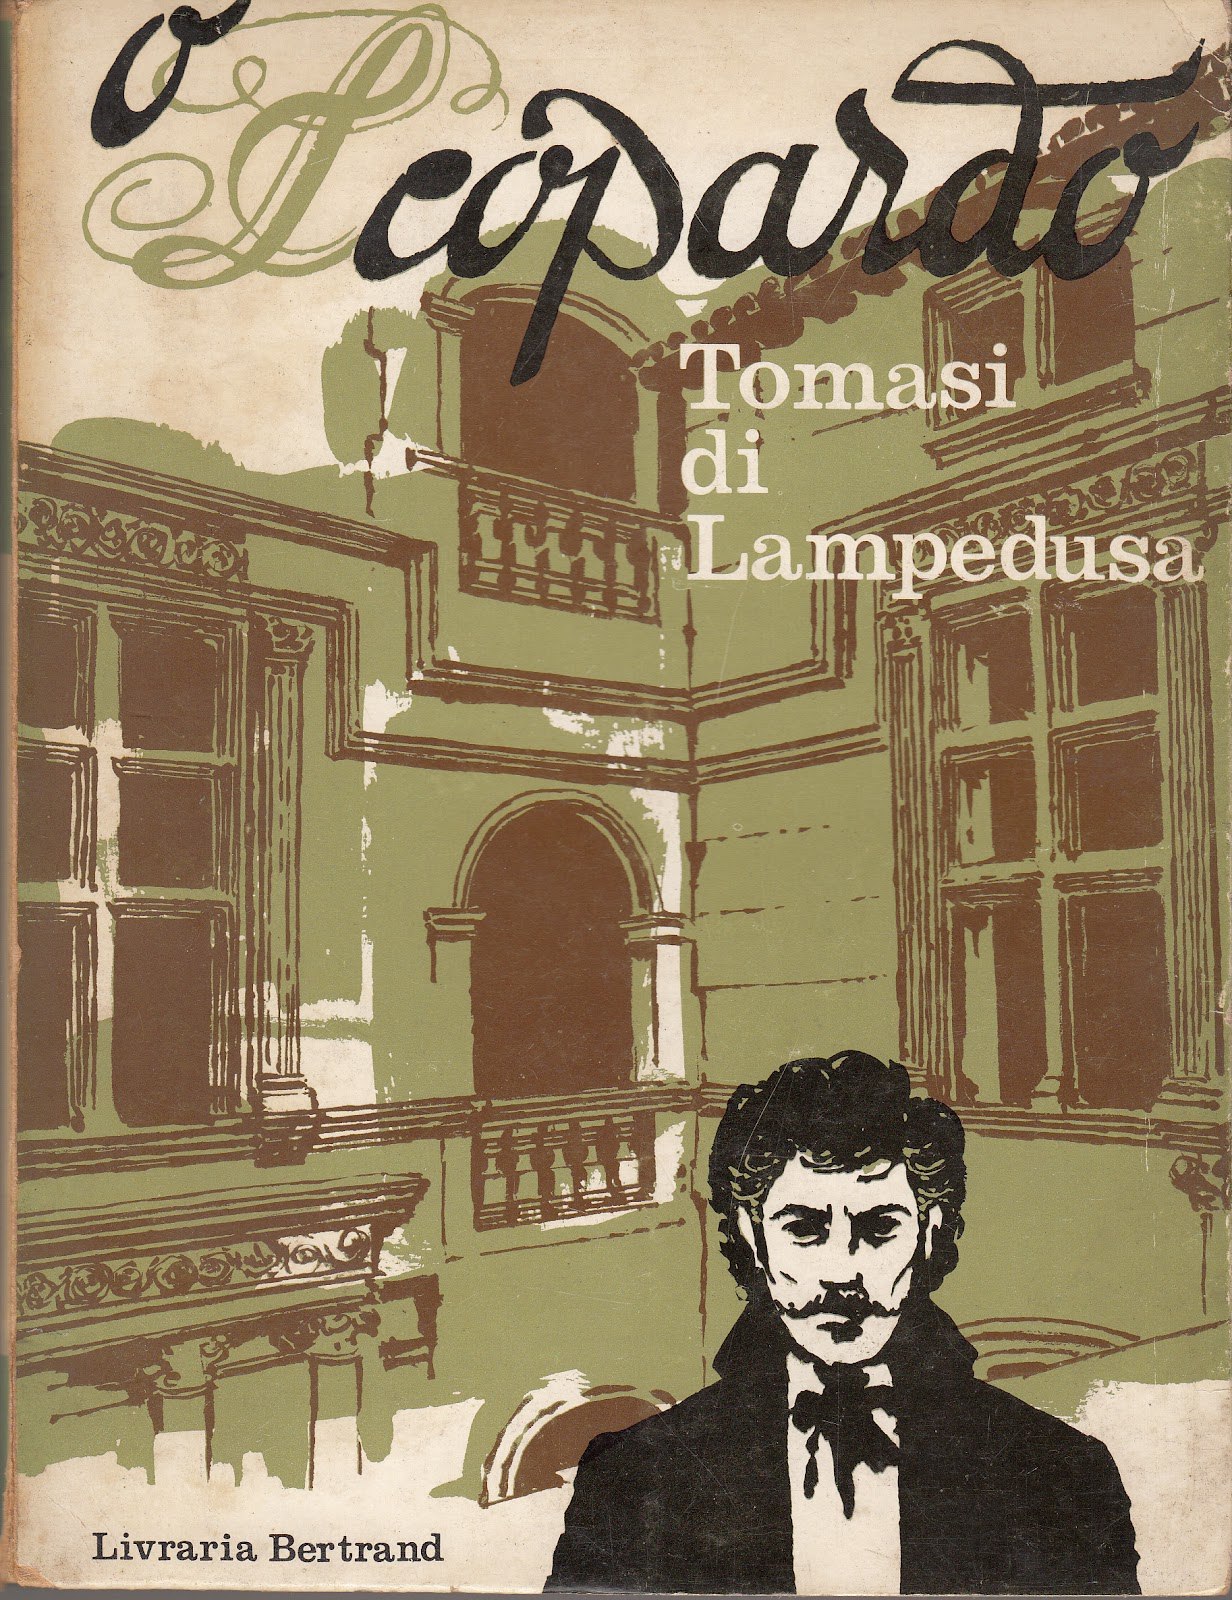 o Leopardo
Tomasi
di
Lampedusa
Livraria Bertrand